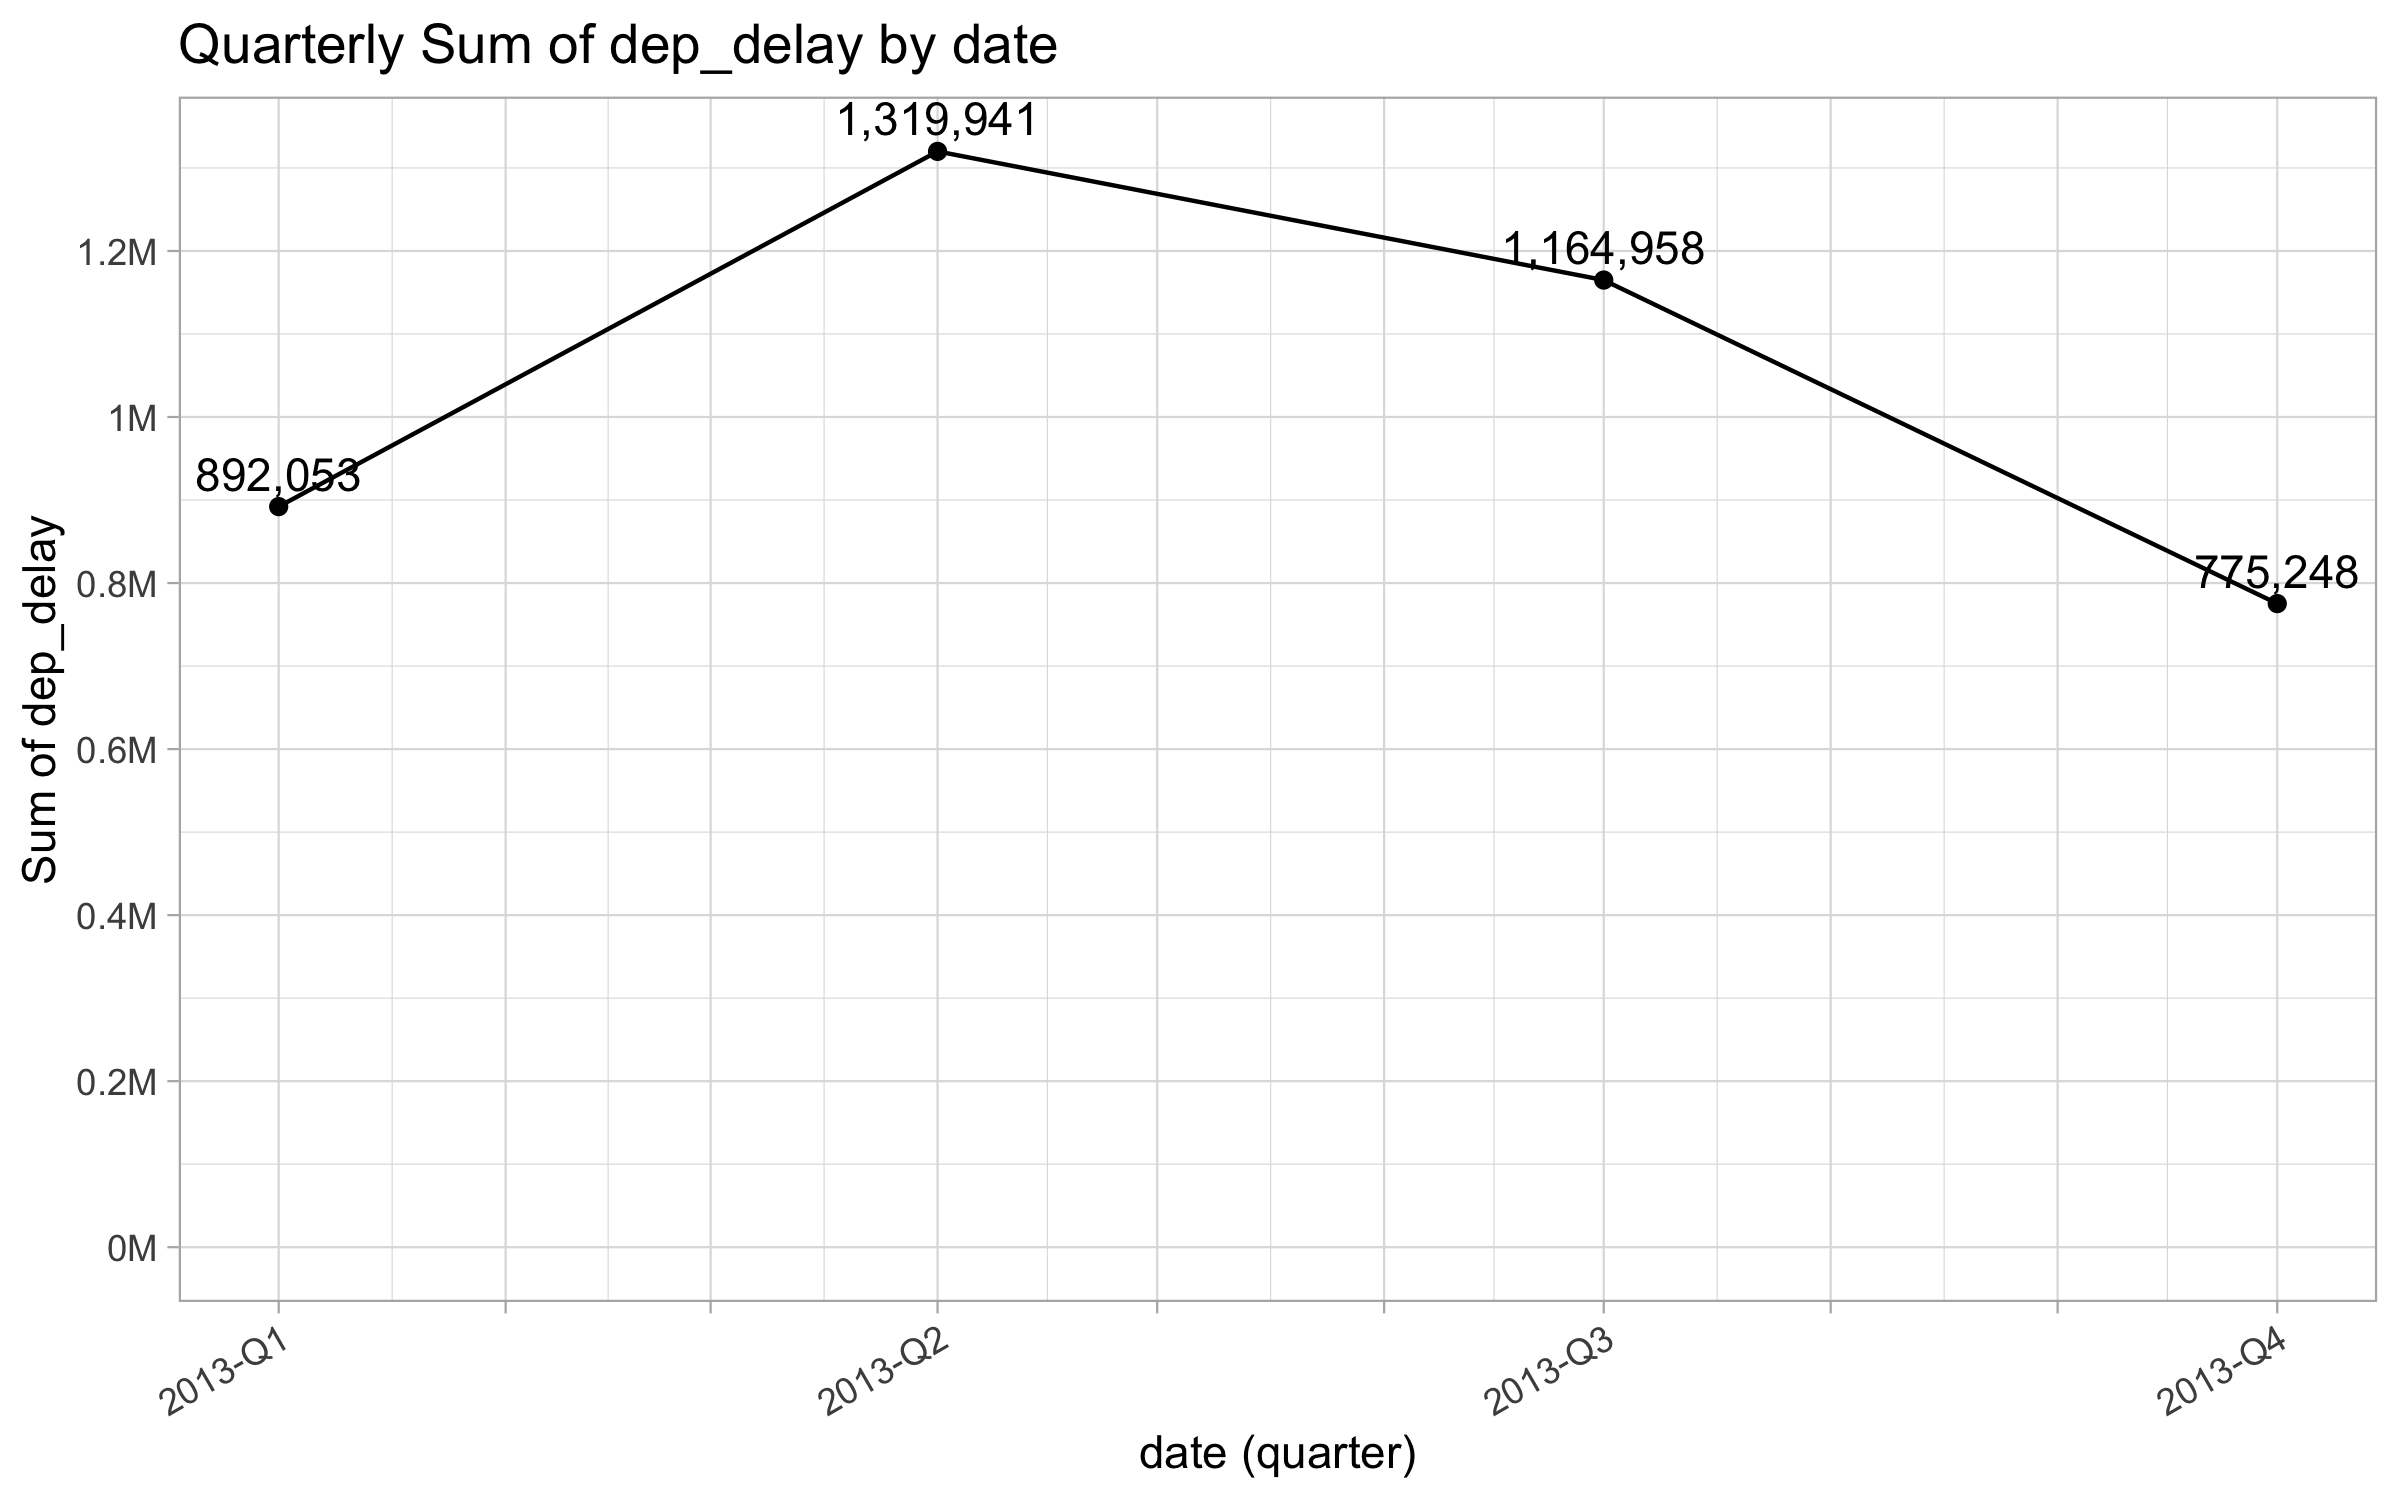 Quarterly Sum of dep_delay by date
1,319,941
1,164,958
892,053
775,248
Sum of dep_delay
1.2M
1M
0.8M
0.6M
0.4M
0.2M
0M
2013-Q1
2013-Q2
2013-Q3
2013-Q4
date (quarter)